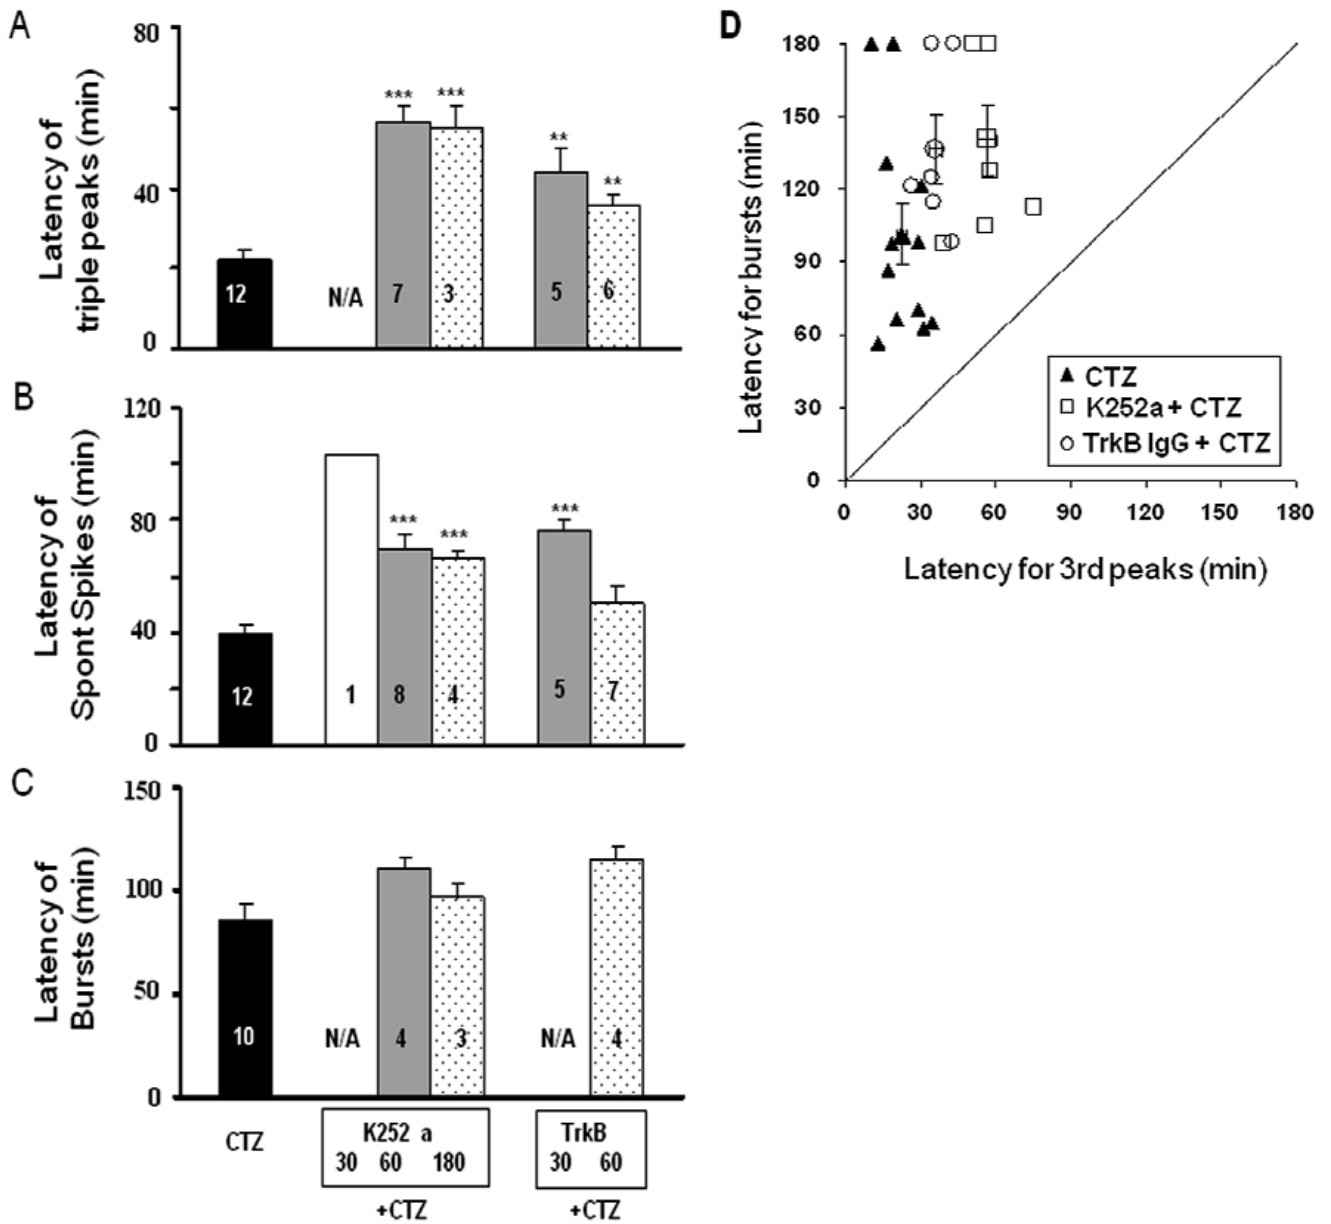 A
80
40
0
Latency of
triple peaks (min)
12
N/A
7
***
3
***
5
**
6
**
B
120
80
40
0
Latency of
Spont Spikes (min)
12
1
8
***
4
***
5
***
7
C
150
100
50
0
Latency of
Bursts (min)
10
N/A
4
3
N/A
4
CTZ
K252 a
30 60 180
+CTZ
TrkB
30 60
+CTZ
D
180
150
120
90
60
30
0
Latency for bursts (min)
CTZ
K252a + CTZ
TrkB IgG + CTZ
0 30 60 90 120 150 180
Latency for 3rd peaks (min)